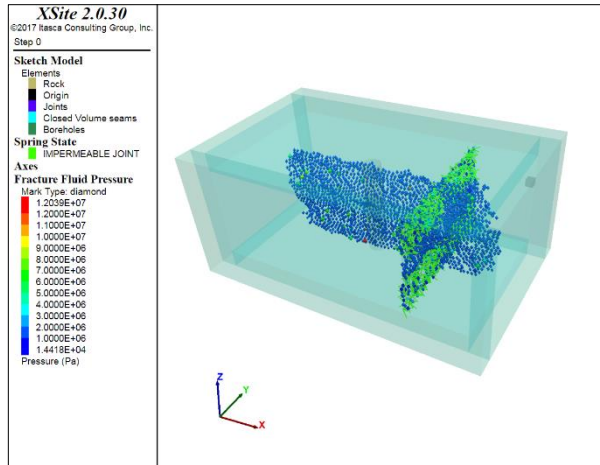 XSite 2.0.30
©2017 Itasca Consulting Group, Inc.
Step 0
Sketch Model
Elements
Rock
Origin
Joints
Closed Volume seams
Boreholes
Spring State
IMPERMEABLE JOINT
Axes
Fracture Fluid Pressure
Mark Type: diamond
1.2039E+07
1.2000E+07
1.1000E+07
1.0000E+07
9.0000E+06
8.0000E+06
7.0000E+06
6.0000E+06
5.0000E+06
4.0000E+06
3.0000E+06
2.0000E+06
1.0000E+06
1.4418E+04
Pressure (Pa)
Z
Y
X